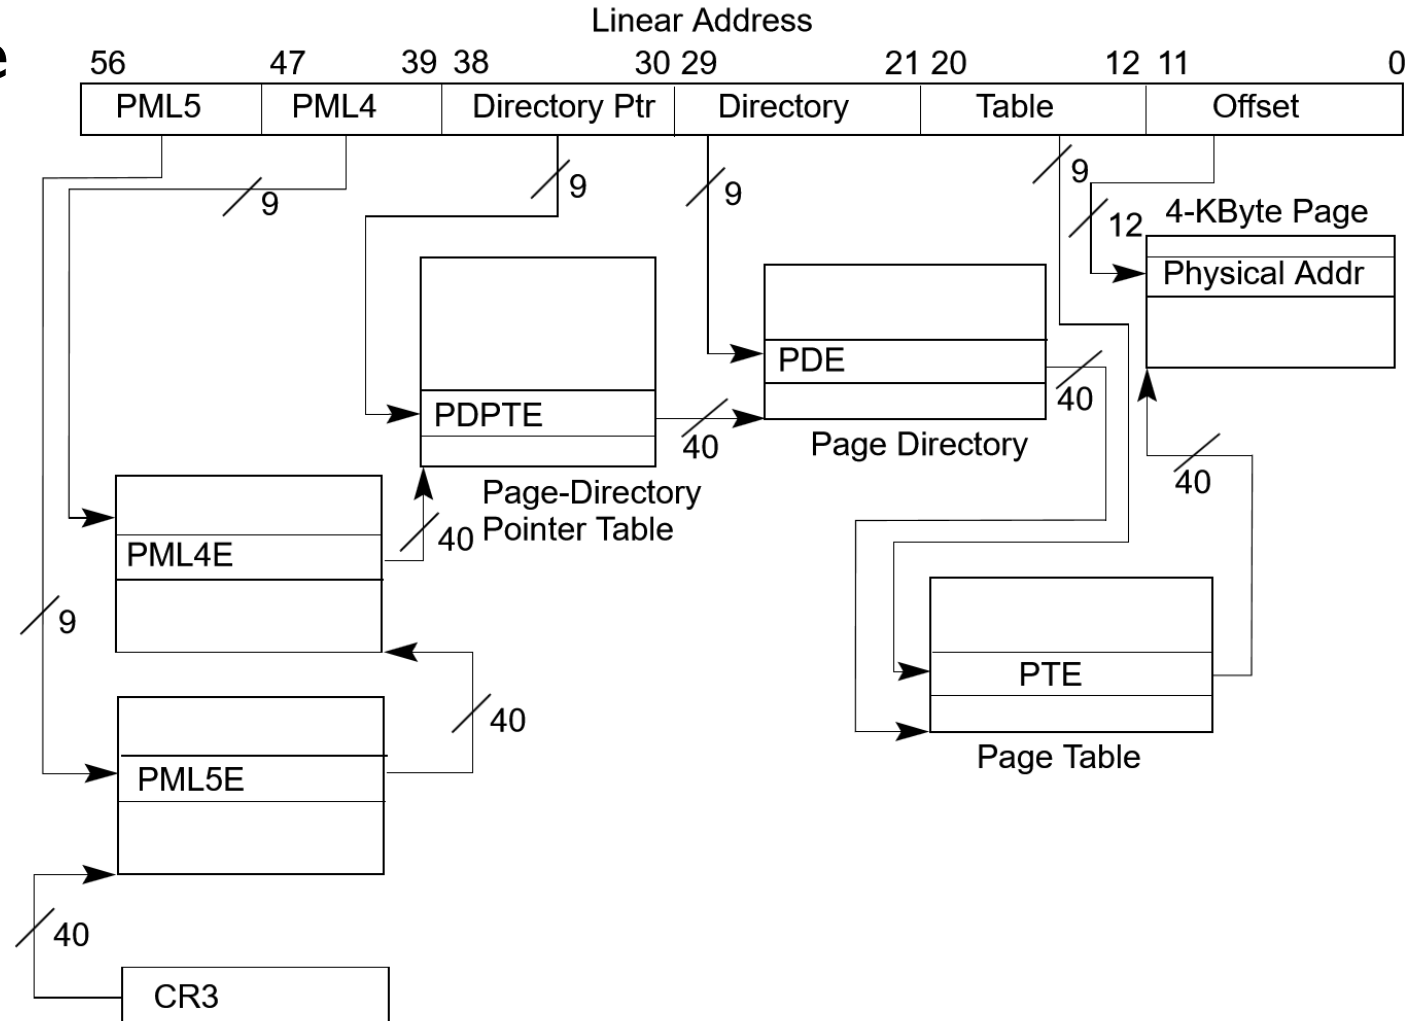 Linear Address
e
56 47 39 38 30 29 21 20 12 11 0
PML5 PML4 Directory Ptr Directory Table Offset
9
9
9
9
12
4-KByte Page
Physical Addr
PDE
40
PDPTE
40
Page Directory
40
Page-Directory
Pointer Table
40
PML4E
9
PTE
40
Page Table
PML5E
40
CR3